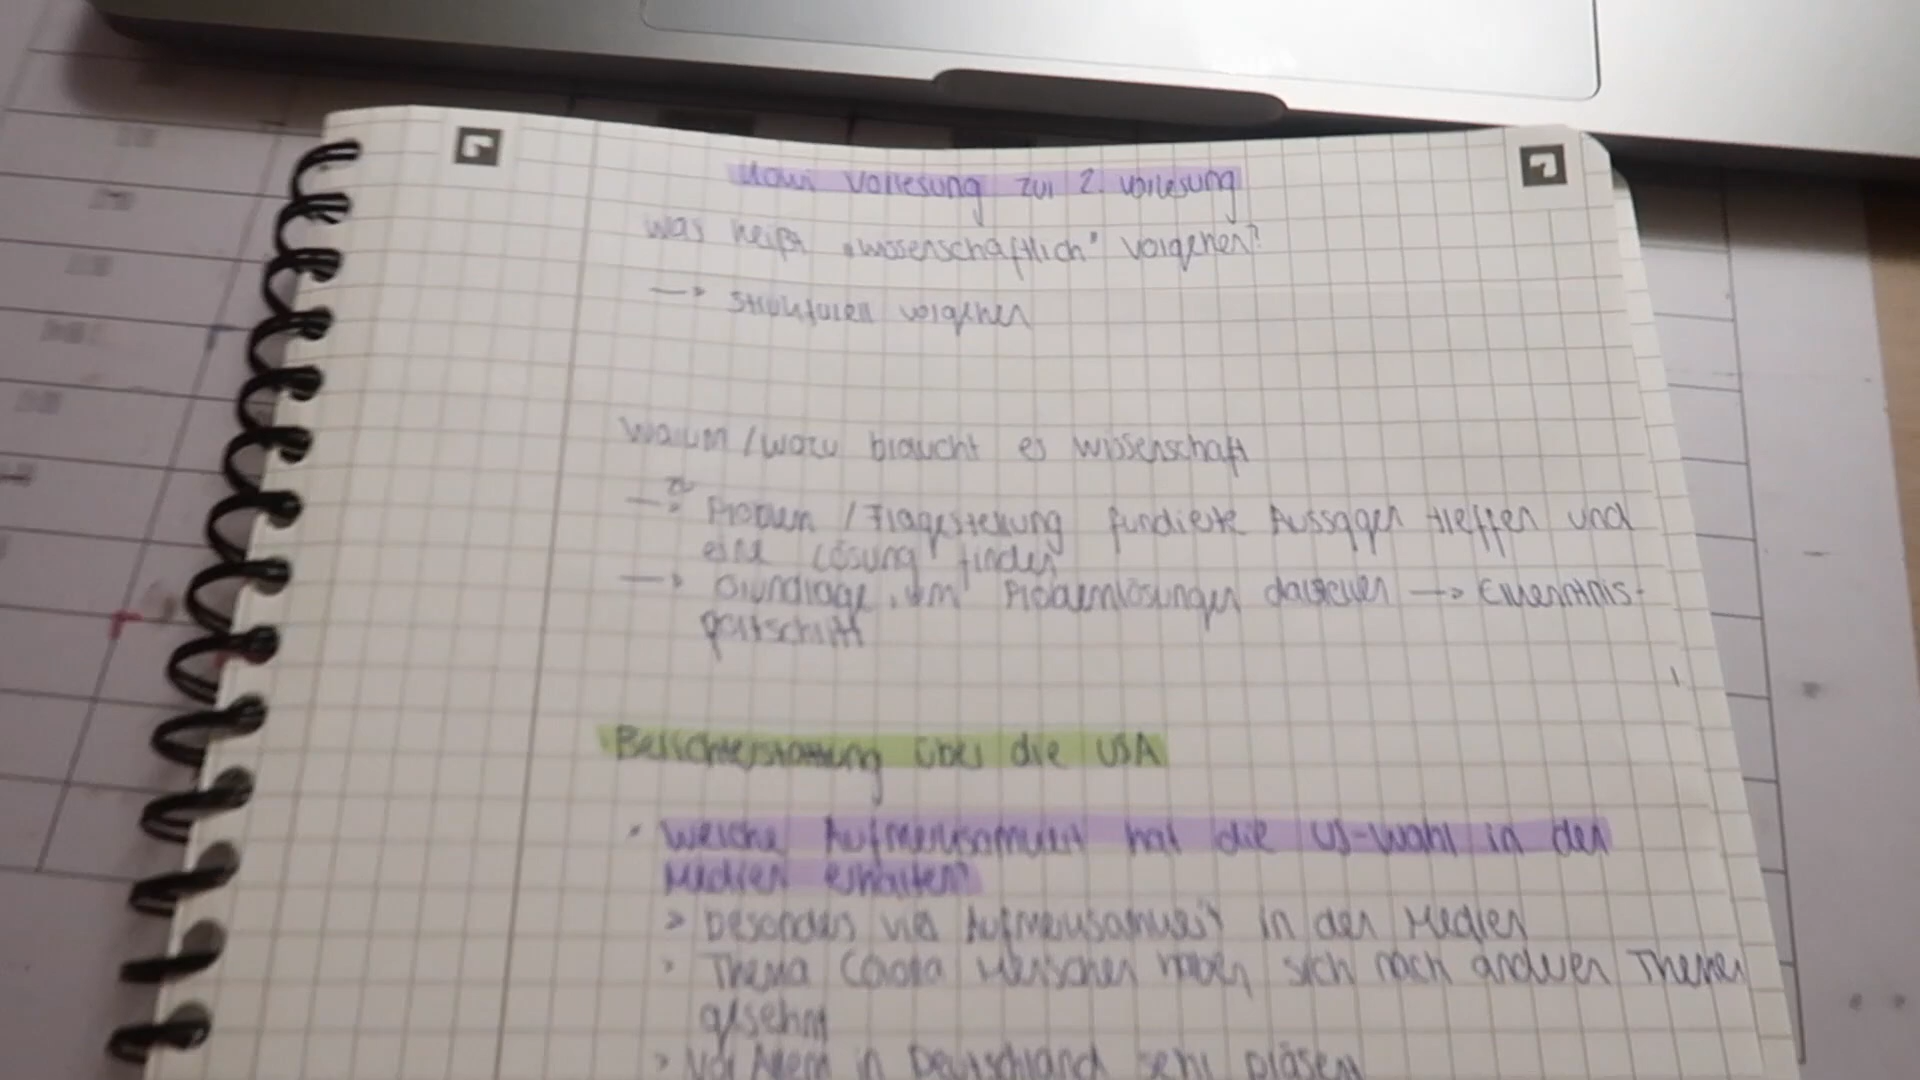 Vorlesung zur 2. Vorlesung
was heißt „wissenschaftlich" vorgehen?
→ strukturell vorgehen
Warum/wozu braucht es Wissenschaft
→ Problem / Fragestellung fundierte Aussagen treffen und
eine Lösung finden
→ Grundlage, um Problemlösungen → Erkenntnis-
fortschritt
Berichterstattung über die USA
· Welche Aufmerksamkeit hat die US-Wahl in den
Medien erhalten?
> besonders viel Aufmerksamkeit in den Medien
> Thema Corona Menschen haben sich nach anderen Themen
gesehnt
> Vor Allem in Deutschland sehr präsent